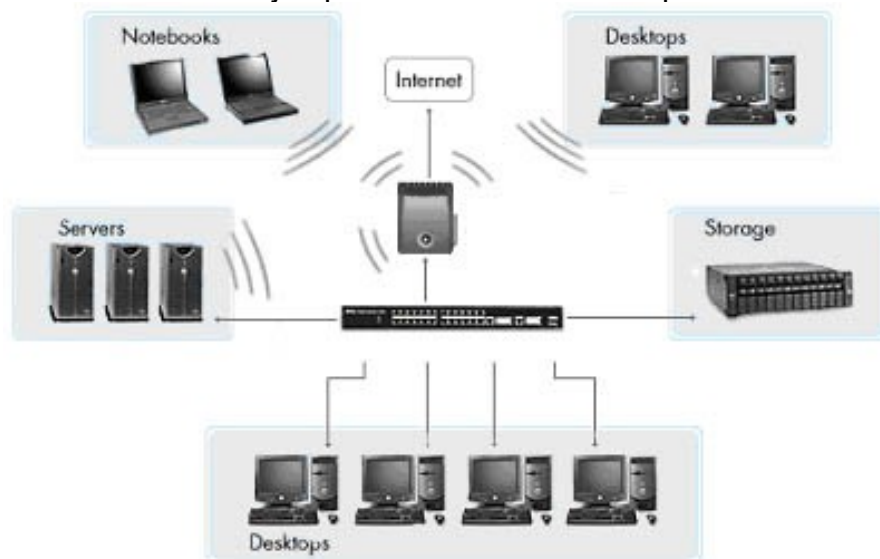 Notebooks
Desktops
Internet
Servers
Storage
Desktops